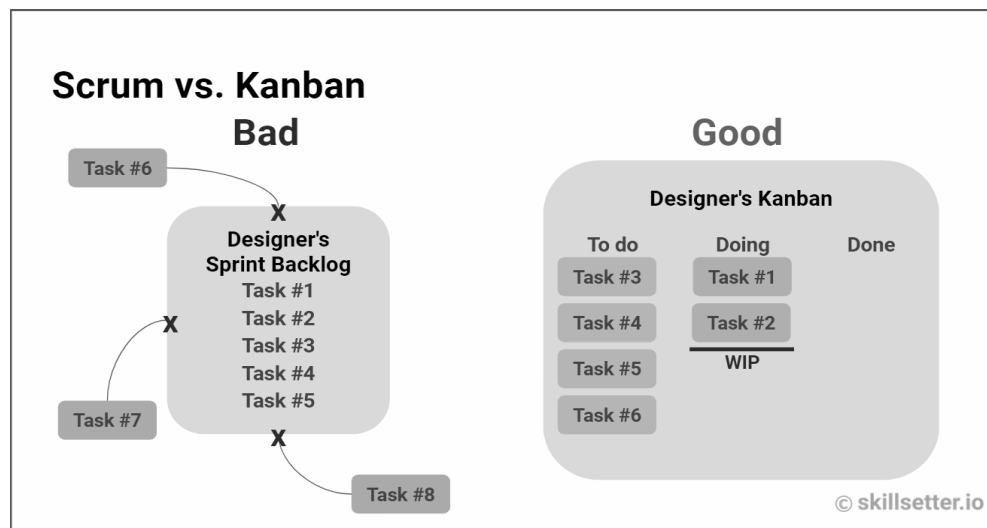 Scrum vs. Kanban
Bad
Task #6
X
Designer's
Sprint Backlog
Task #1
Task #2
Task #3
Task #4
Task #5
X
Task #7
X
Task #8
Good
Designer's Kanban
To do
Doing
Done
Task #3
Task #1
Task #4
Task #2
WIP
Task #5
Task #6
© skillsetter.io